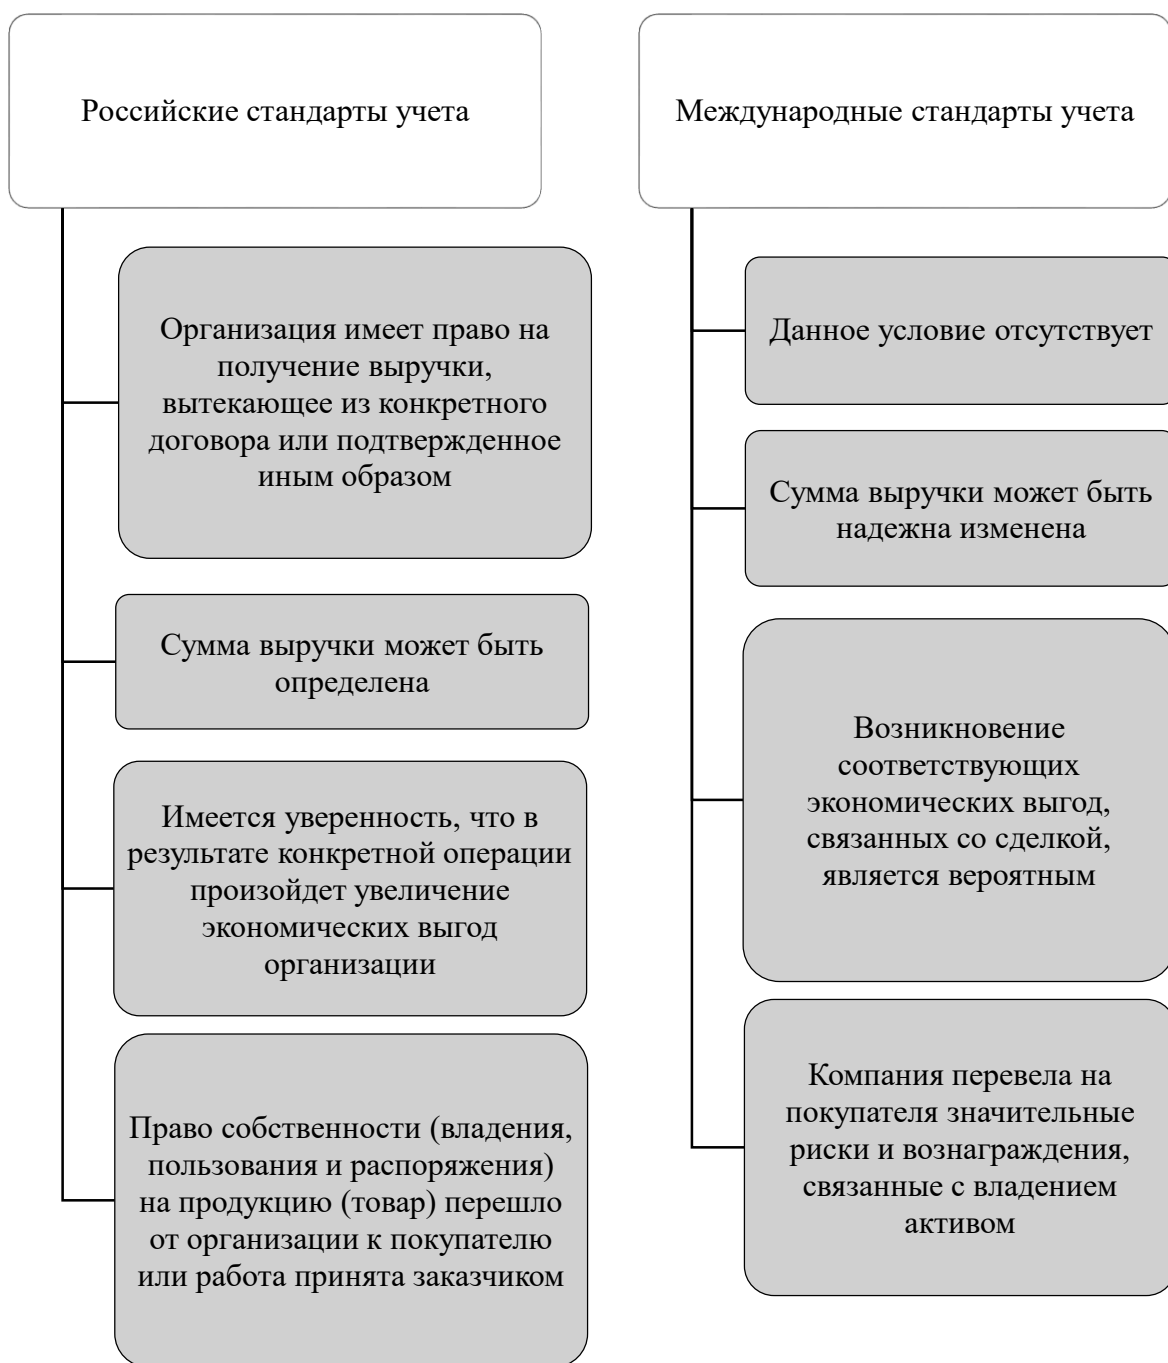 Российские стандарты учета
Организация имеет право на
получение выручки,
вытекающее из конкретного
договора или подтвержденное
иным образом
Сумма выручки может быть
определена
Имеется уверенность, что в
результате конкретной операции
произойдет увеличение
экономических выгод
организации
Право собственности (владения,
пользования и распоряжения)
на продукцию (товар) перешло
от организации к покупателю
или работа принята заказчиком
Международные стандарты учета
Данное условие отсутствует
Сумма выручки может быть
надежна изменена
Возникновение
соответствующих
экономических выгод,
связанных со сделкой,
является вероятным
Компания перевела на
покупателя значительные
риски и вознаграждения,
связанные с владением
активом